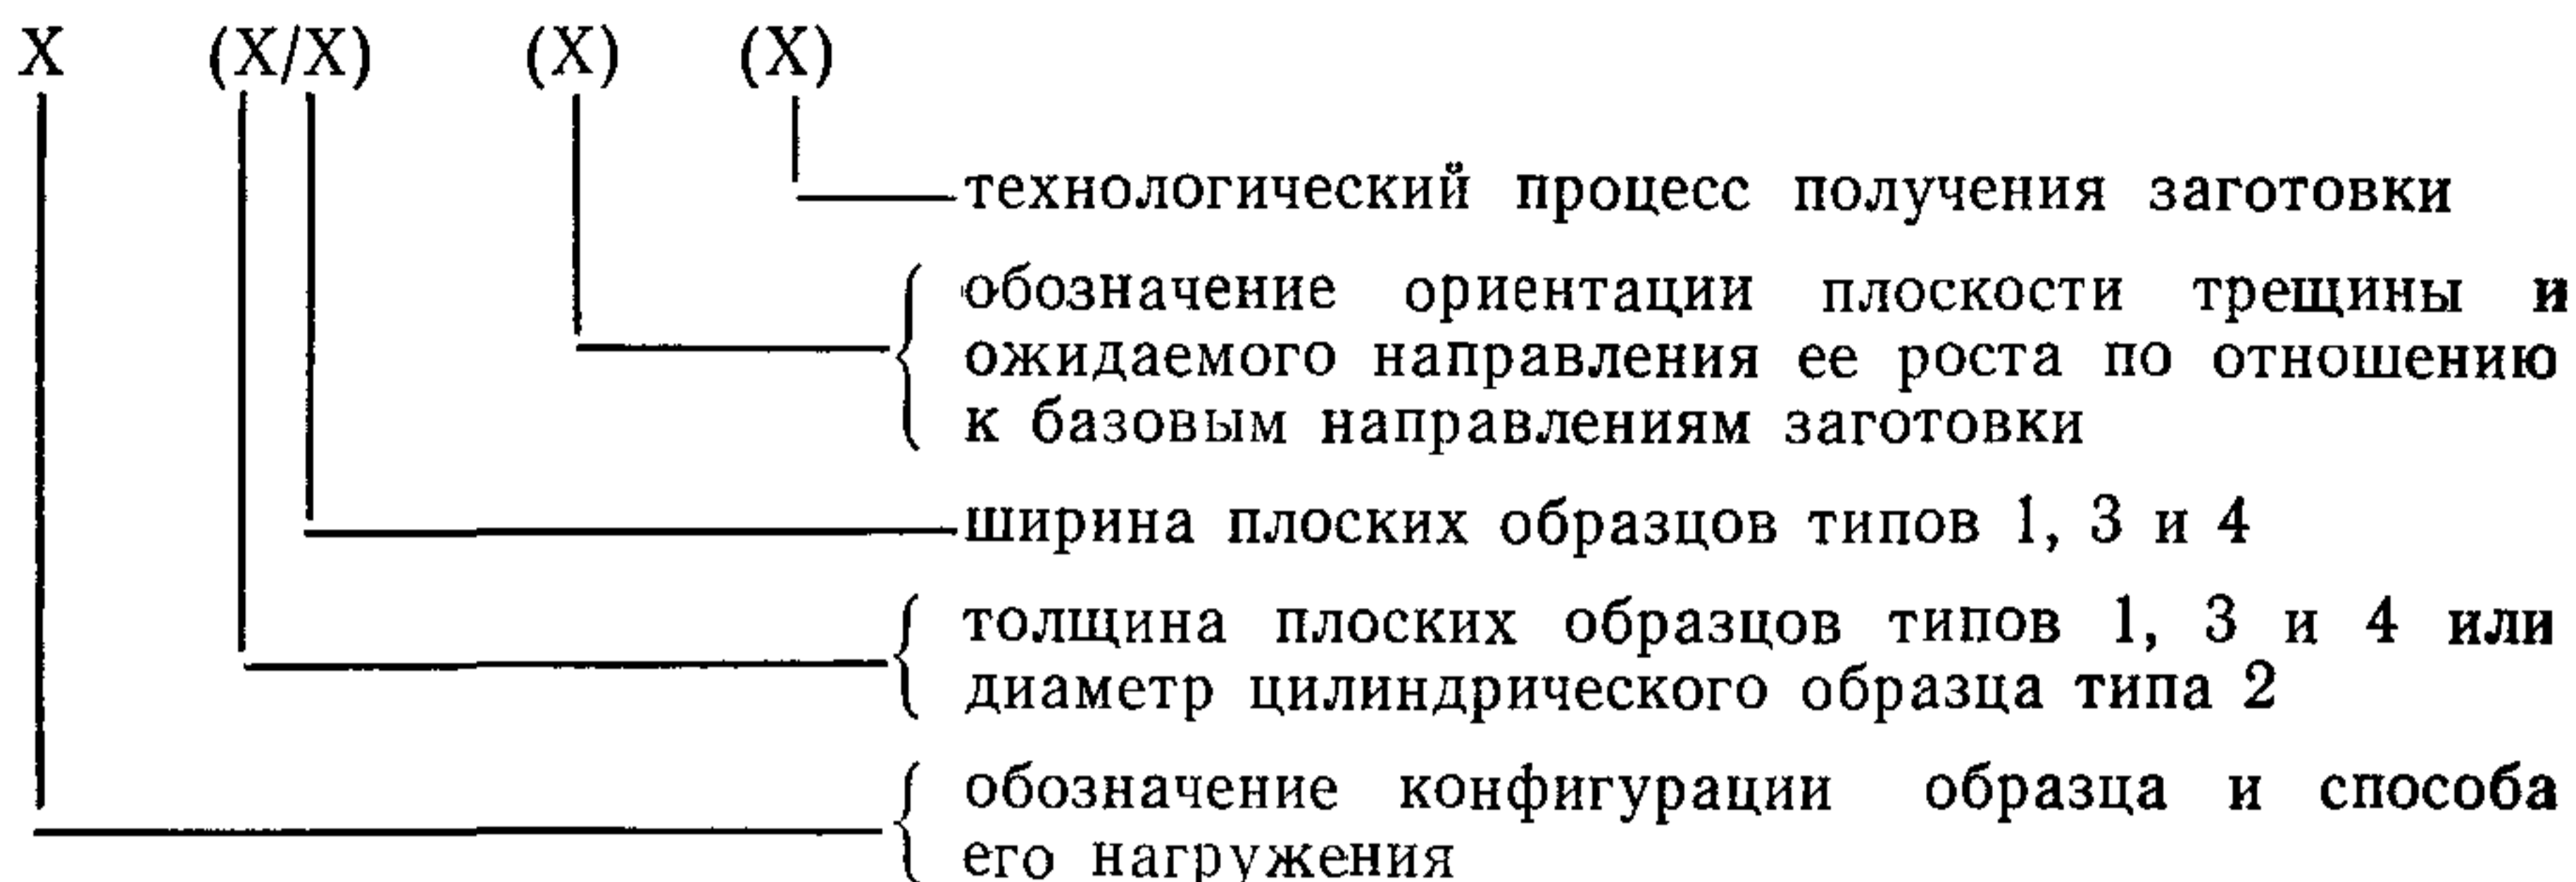 X (X/X) (X) (X)
технологический процесс получения заготовки
обозначение ориентации плоскости трещины и
ожидаемого направления ее роста по отношению
к базовым направлениям заготовки
ширина плоских образцов типов 1, 3 и 4
толщина плоских образцов типов 1, 3 и 4 или
диаметр цилиндрического образца типа 2
обозначение конфигурации образца и способа
его нагружения